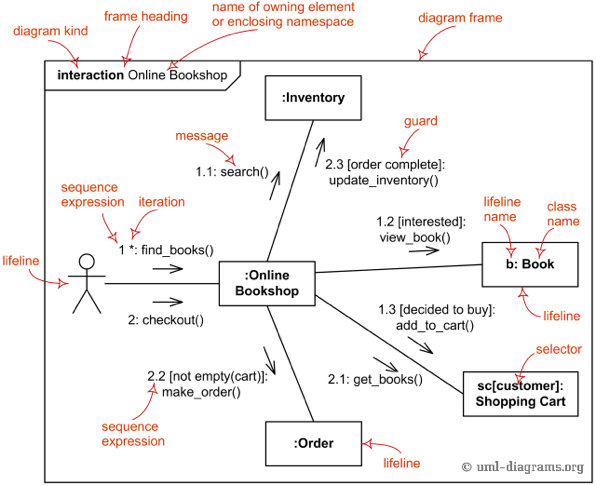 name of owning element
or enclosing namespace
frame heading
diagram kind
diagram frame
interaction Online Bookshop
:Inventory
message
guard
1.1: search()
2.3 [order complete]:
update_inventory()
sequence
expression
iteration
lifeline
name
class
name
1.2 [interested]:
view_book()
1 *: find_books()
:Online
Bookshop
b: Book
lifeline
2: checkout()
1.3 [decided to buy]:
add_to_cart()
lifeline
selector
2.2 [not empty(cart)]:
make_order()
2.1: get_books()
sc[customer]:
Shopping Cart
sequence
expression
:Order
lifeline
© uml-diagrams.org